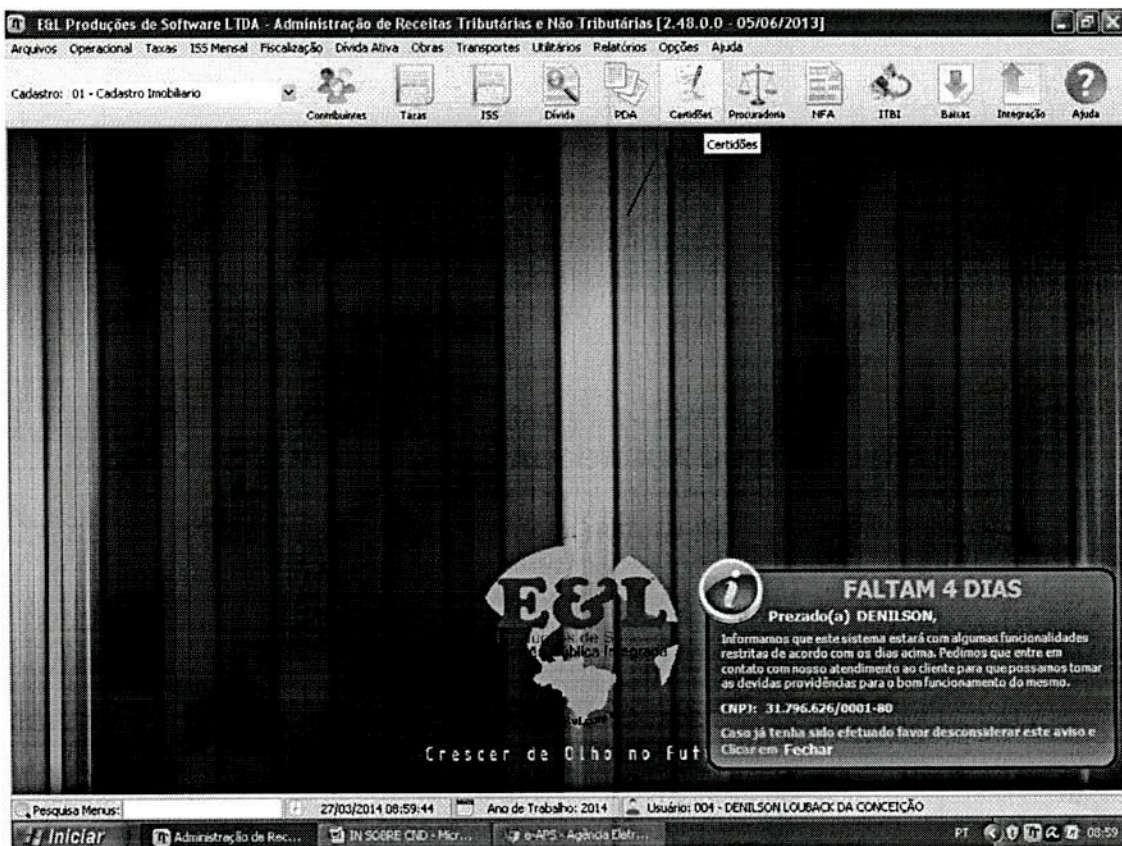 E&L Produções de Software LTDA - Administração de Receitas Tributárias e Não Tributárias [2.48.0.0 - 05/06/2013]
Arquivos Operacional Taxas ISS Mensal Fiscalização Dívida Ativa Obras Transportes Utilitários Relatórios Opções Ajuda
Cadastro: 01 - Cadastro Imobiliario
Contribuintes Taxas ISS Dívida PDA Certidões Procuradoria NFA ITBI Baixas Integração Ajuda
Certidões
E&L
Pública Integrada
Crescer de Olho no Fut
FALTAM 4 DIAS
Prezado(a) DENILSON,
Informamos que este sistema estará com algumas funcionalidades
restritas de acordo com os dias acima. Pedimos que entre em
contato com nosso atendimento ao cliente para que possamos tomar
as devidas providências para o bom funcionamento do mesmo.
CNPJ: 31.796.626/0001-80
Caso já tenha sido efetuado favor desconsiderar este aviso e
Clicar em Fechar
Pesquisa Menus: 27/03/2014 08:59:44 Ano de Trabalho: 2014 Usuário: 004 - DENILSON LOUBACK DA CONCEIÇÃO
Iniciar Administração de Rec... IN SOBRE CND - Micr... e-APS - Agência Eletr... PT 08:59